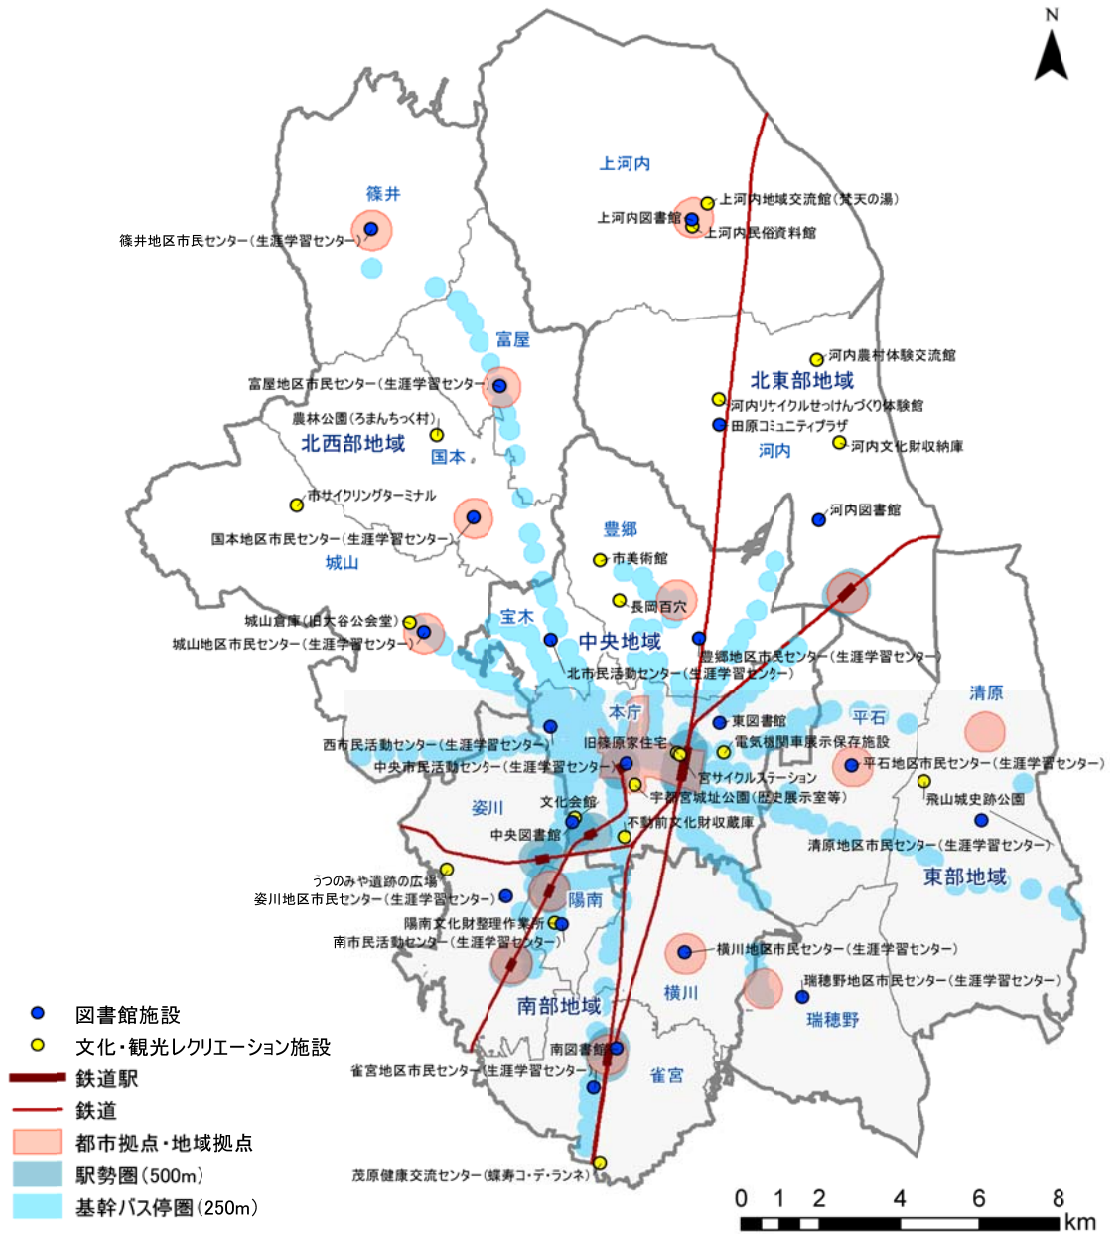 N
上河内
篠井
上河内地域交流館(梵天の湯)
上河内図書館
上河内民俗資料館
篠井地区市民センター(生涯学習センター)
富屋
河内農村体験交流館
北東部地域
富屋地区市民センター(生涯学習センター)
河内リサイクルせっけんづくり体験館
農林公園(ろまんちっく村)
田原コミュニティプラザ
北西部地域
河内文化財収納庫
国本
河内
市サイクリングターミナル
河内図書館
豊郷
国本地区市民センター(生涯学習センター)
市美術館
城山
長岡百穴
宝木
城山倉庫(旧大谷公会堂)
中央地域
城山地区市民センター(生涯学習センター)
豊郷地区市民センター(生涯学習センター)
北市民活動センター(生涯学習センター)
清原
本庁
平石
東図書館
西市民活動センター(生涯学習センター)
旧篠原家住宅
電気機関車展示保存施設
中央市民活動センター(生涯学習センター)
平石地区市民センター(生涯学習センター)
宮サイクルステーション
宇都宮城址公園(歴史展示室等)
飛山城史跡公園
姿川
文化会館
不動前文化財収蔵庫
中央図書館
清原地区市民センター(生涯学習センター)
うつのみや遺跡の広場
東部地域
姿川地区市民センター(生涯学習センター)
陽南
陽南文化財整理作業所
南市民活動センター(生涯学習センター)
横川地区市民センター(生涯学習センター)
瑞穂野地区市民センター(生涯学習センター)
横川
南部地域
瑞穂野
南図書館
雀宮地区市民センター(生涯学習センター)
雀宮
茂原健康交流センター(蝶寿コ・デ・ランネ)
図書館施設
文化・観光レクリエーション施設
鉄道駅
鉄道
都市拠点・地域拠点
駅勢圏(500m)
基幹バス停圏(250m)
0 1 2 4 6 8
km